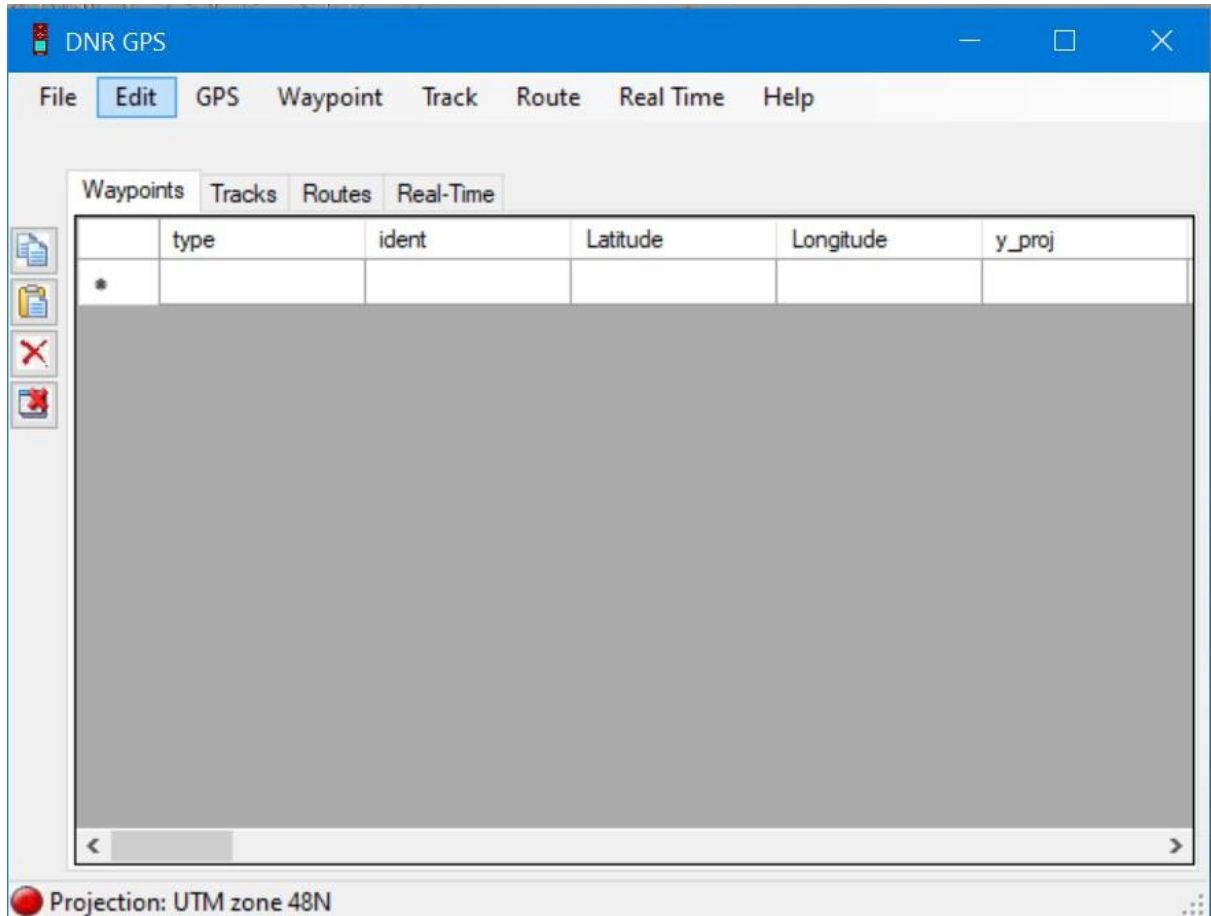 DNR GPS
File Edit GPS Waypoint Track Route Real Time Help
Waypoints Tracks Routes Real-Time
type ident Latitude Longitude y_proj
Projection: UTM zone 48N